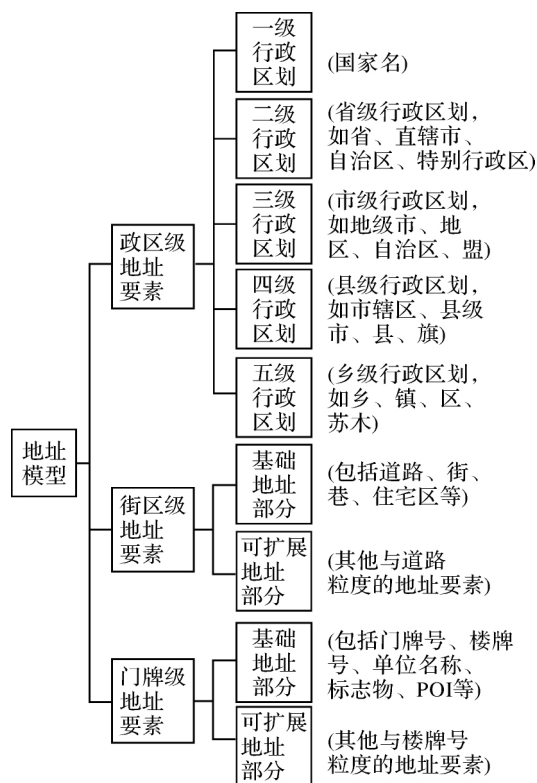 一级
行政
区划
(国家名)
二级
行政
区划
(省级行政区划，
如省、直辖市、
自治区、特别行政区)
三级
行政
区划
(市级行政区划，
如地级市、地
区、自治区、盟)
四级
行政
区划
(县级行政区划，
如市辖区、县级
市、县、旗)
五级
行政
区划
(乡级行政区划，
如乡、镇、区、
苏木)
政区级
地址
要素
地址
模型
基础
地址
部分
(包括道路、街、
巷、住宅区等)
可扩展
地址
部分
(其他与道路
粒度的地址要素)
街区级
地址
要素
基础
地址
部分
(包括门牌号、楼牌
号、单位名称、
标志物、POI等)
可扩展
地址
部分
(其他与楼牌号
粒度的地址要素)
门牌级
地址
要素